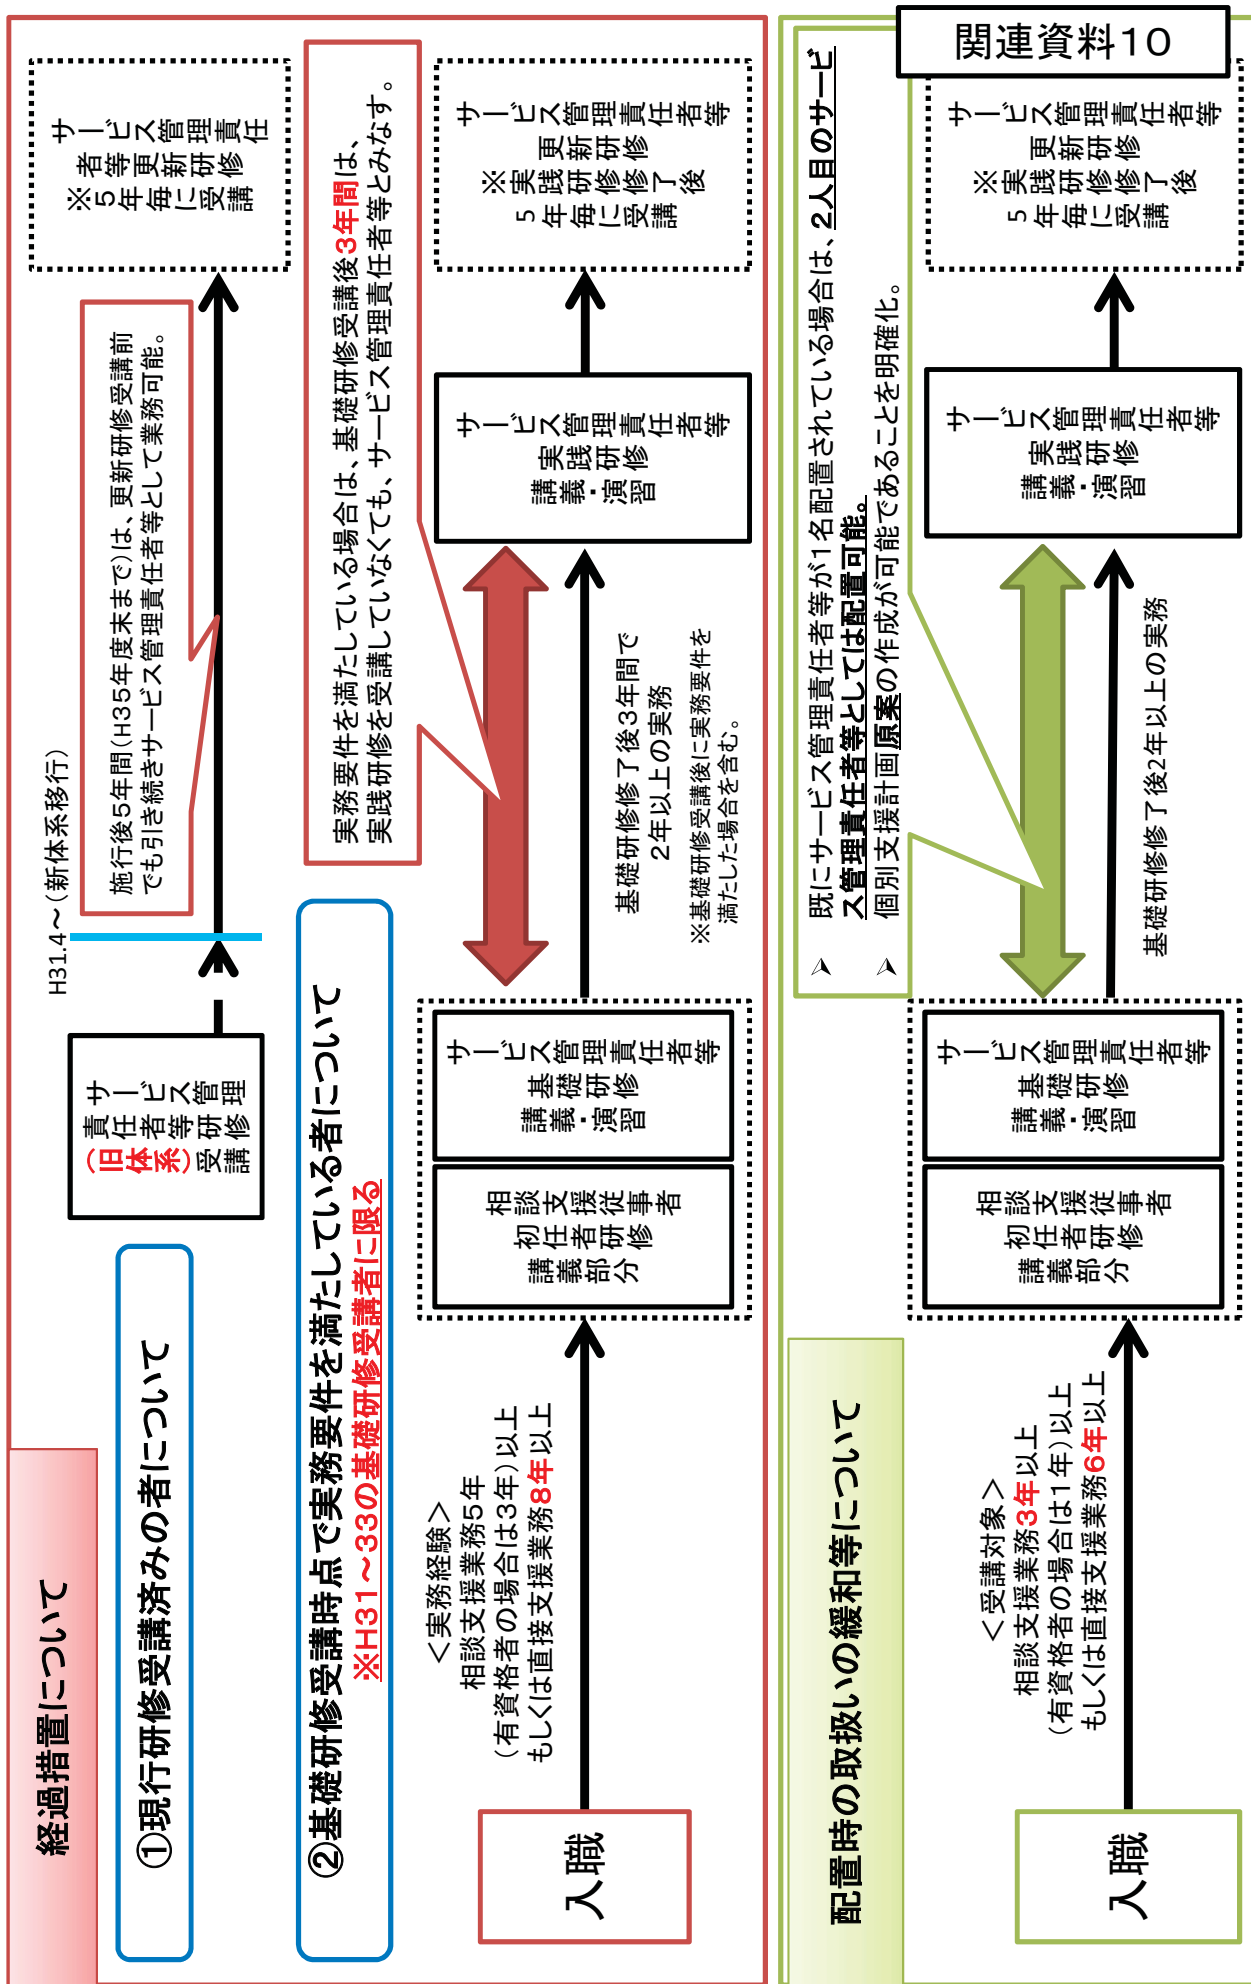 関連資料10
経過措置について
①現行研修受講済みの者について
サービス管理
責任者等研修
（旧体系）受
講
H31.4～（新体系移行）
施行後5年間（H35年度末まで）は、更新研修受講前
でも引き続きサービス管理責任者等として業務可能。
サービス管理責任
者等更新研修
※５年毎に受講
②基礎研修受講時点で実務要件を満たしている者について
※H31～33の基礎研修受講者に限る
実務要件を満たしている場合は、基礎研修受講後3年間は、
実践研修を受講していなくても、サービス管理責任者等とみなす。
入職
＜実務経験＞
相談支援業務5年
（有資格者の場合は3年）以上
もしくは直接支援業務8年以上
相談支援従事者
初任者研修
講義部分
サービス管理責任者等
基礎研修
講義・演習
基礎研修修了後3年間で
2年以上の実務
※基礎研修受講後に実務要件を
満たした場合を含む。
サービス管理責任者等
実践研修
講義・演習
サービス管理責任者等
更新研修
※実践研修修了後
５年毎に受講
配置時の取扱いの緩和等について
➢ 既にサービス管理責任者等が1名配置されている場合は、2人目のサービ
ス管理責任者等としては配置可能。
➢ 個別支援計画原案の作成が可能であることを明確化。
入職
＜受講対象＞
相談支援業務3年以上
（有資格者の場合は1年）以上
もしくは直接支援業務6年以上
相談支援従事者
初任者研修
講義部分
サービス管理責任者等
基礎研修
講義・演習
基礎研修修了後2年以上の実務
サービス管理責任者等
実践研修
講義・演習
サービス管理責任者等
更新研修
※実践研修修了後
５年毎に受講